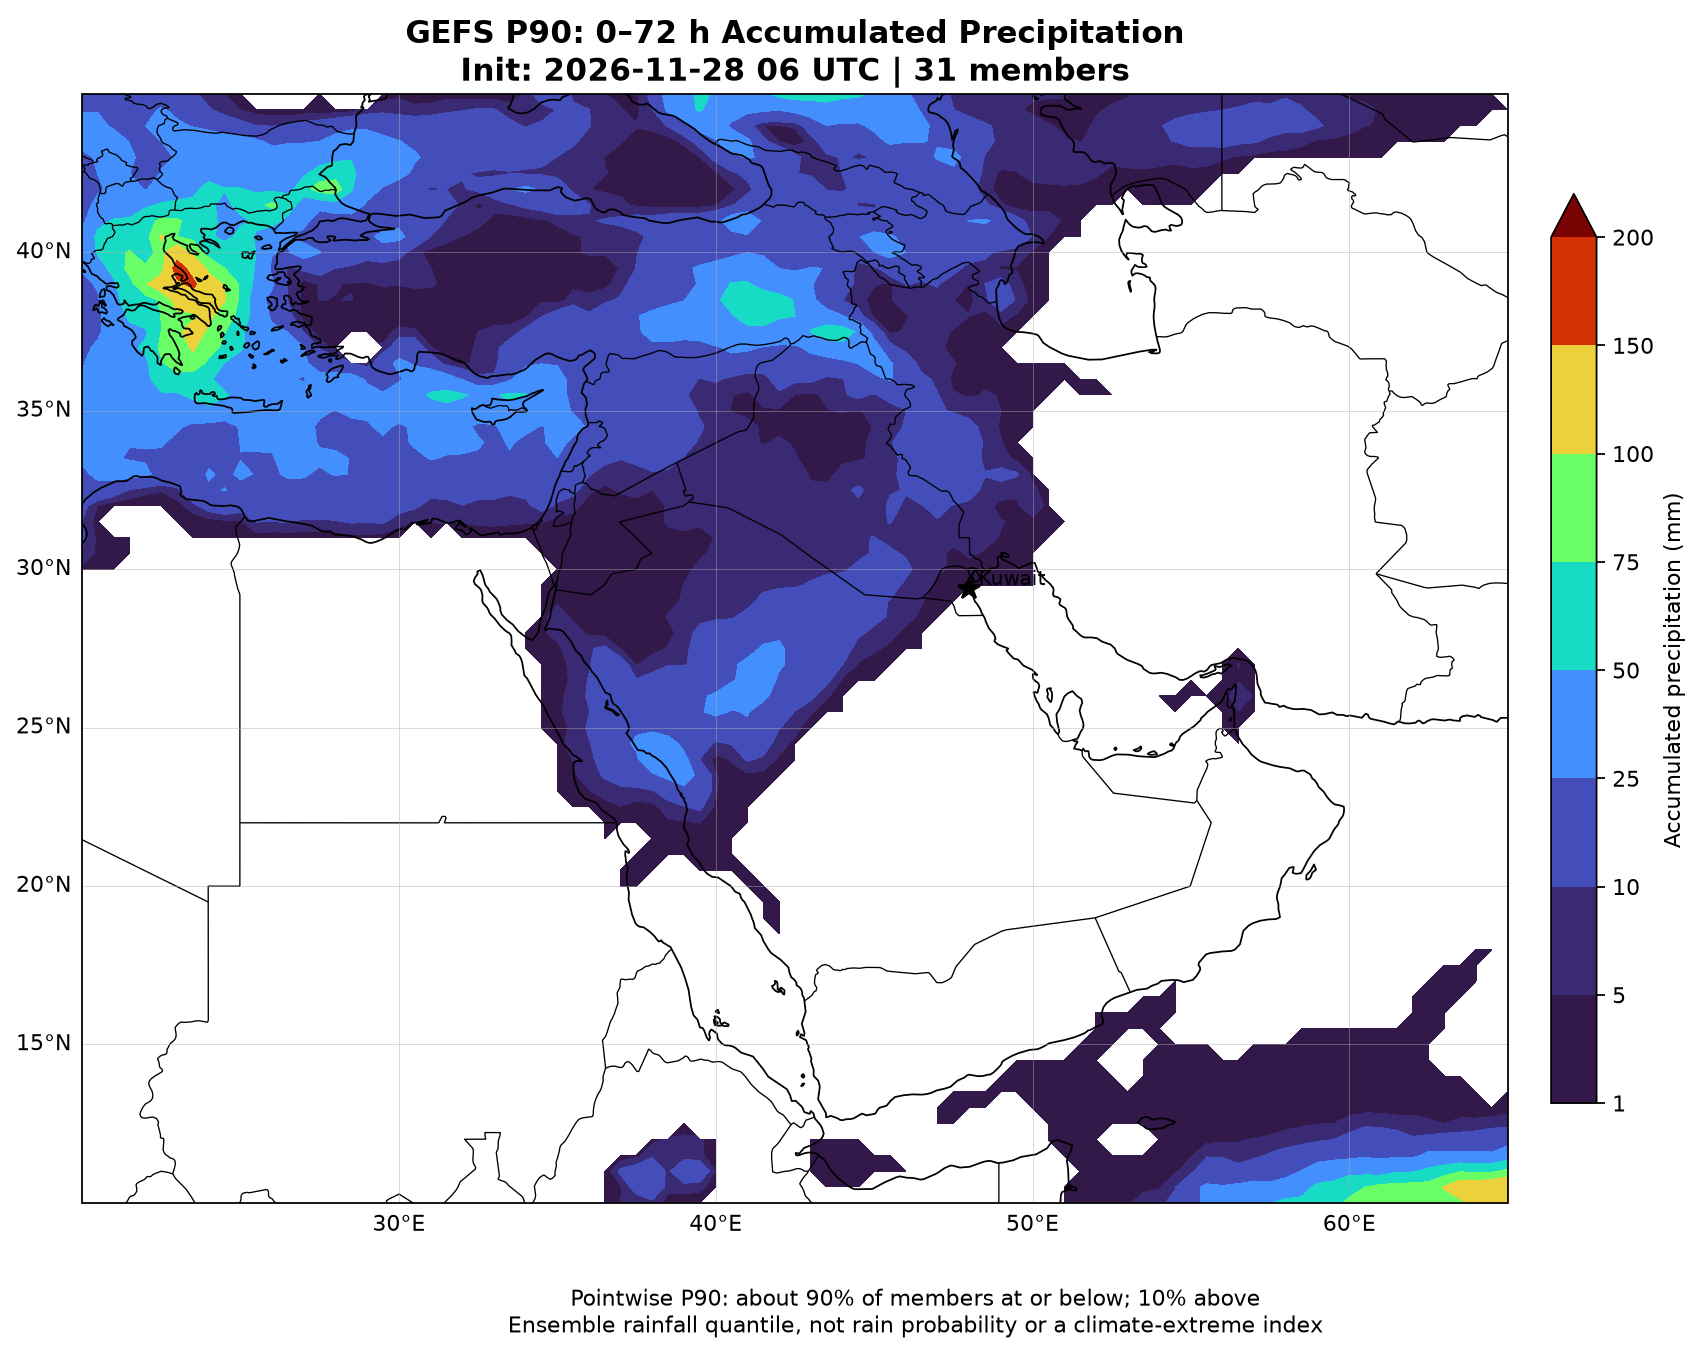 GEFS P90: 0–72 h Accumulated Precipitation
Init: 2026-11-28 06 UTC | 31 members
40°N
35°N
30°N
25°N
20°N
15°N
30°E
40°E
50°E
60°E
Kuwait
200
150
100
75
50
25
10
5
1
Accumulated precipitation (mm)
Pointwise P90: about 90% of members at or below; 10% above
Ensemble rainfall quantile, not rain probability or a climate-extreme index